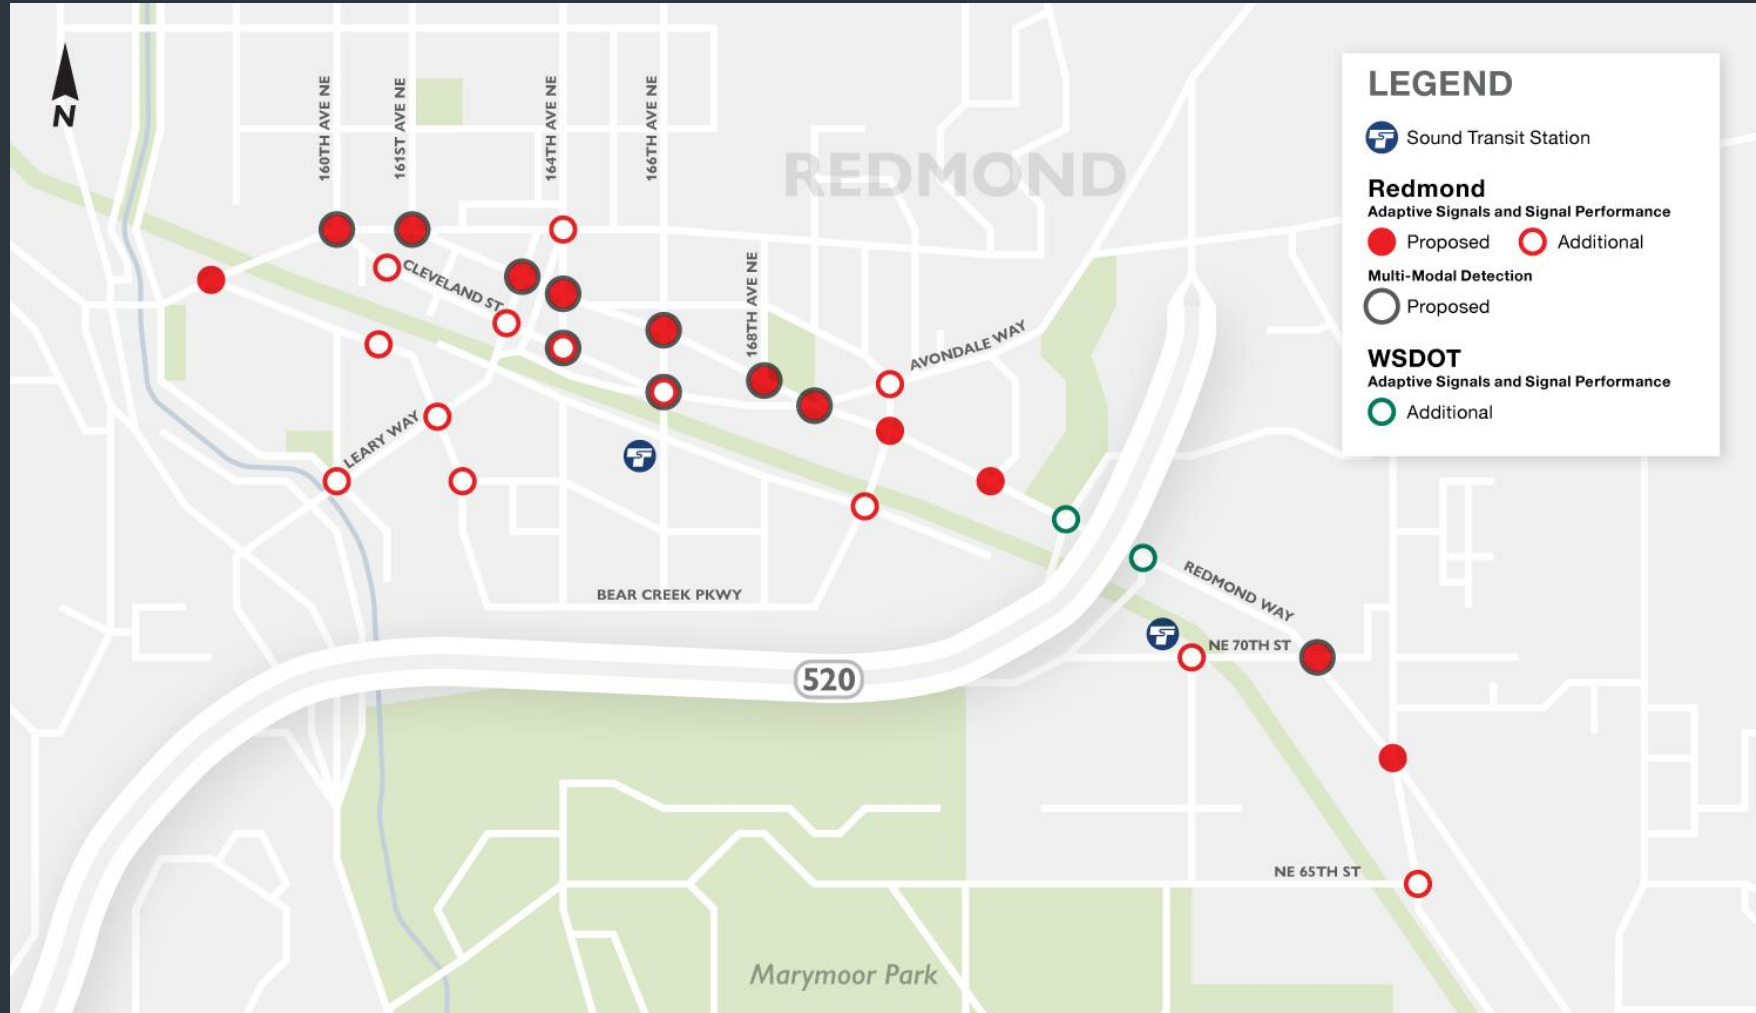 N
160TH AVE NE
161ST AVE NE
164TH AVE NE
166TH AVE NE
REDMOND
168TH AVE NE
CLEVELAND ST
AVONDALE WAY
LEARY WAY
BEAR CREEK PKWY
REDMOND WAY
NE 70TH ST
520
NE 65TH ST
Marymoor Park
LEGEND
Sound Transit Station
Redmond
Adaptive Signals and Signal Performance
Proposed Additional
Multi-Modal Detection
Proposed
WSDOT
Adaptive Signals and Signal Performance
Additional